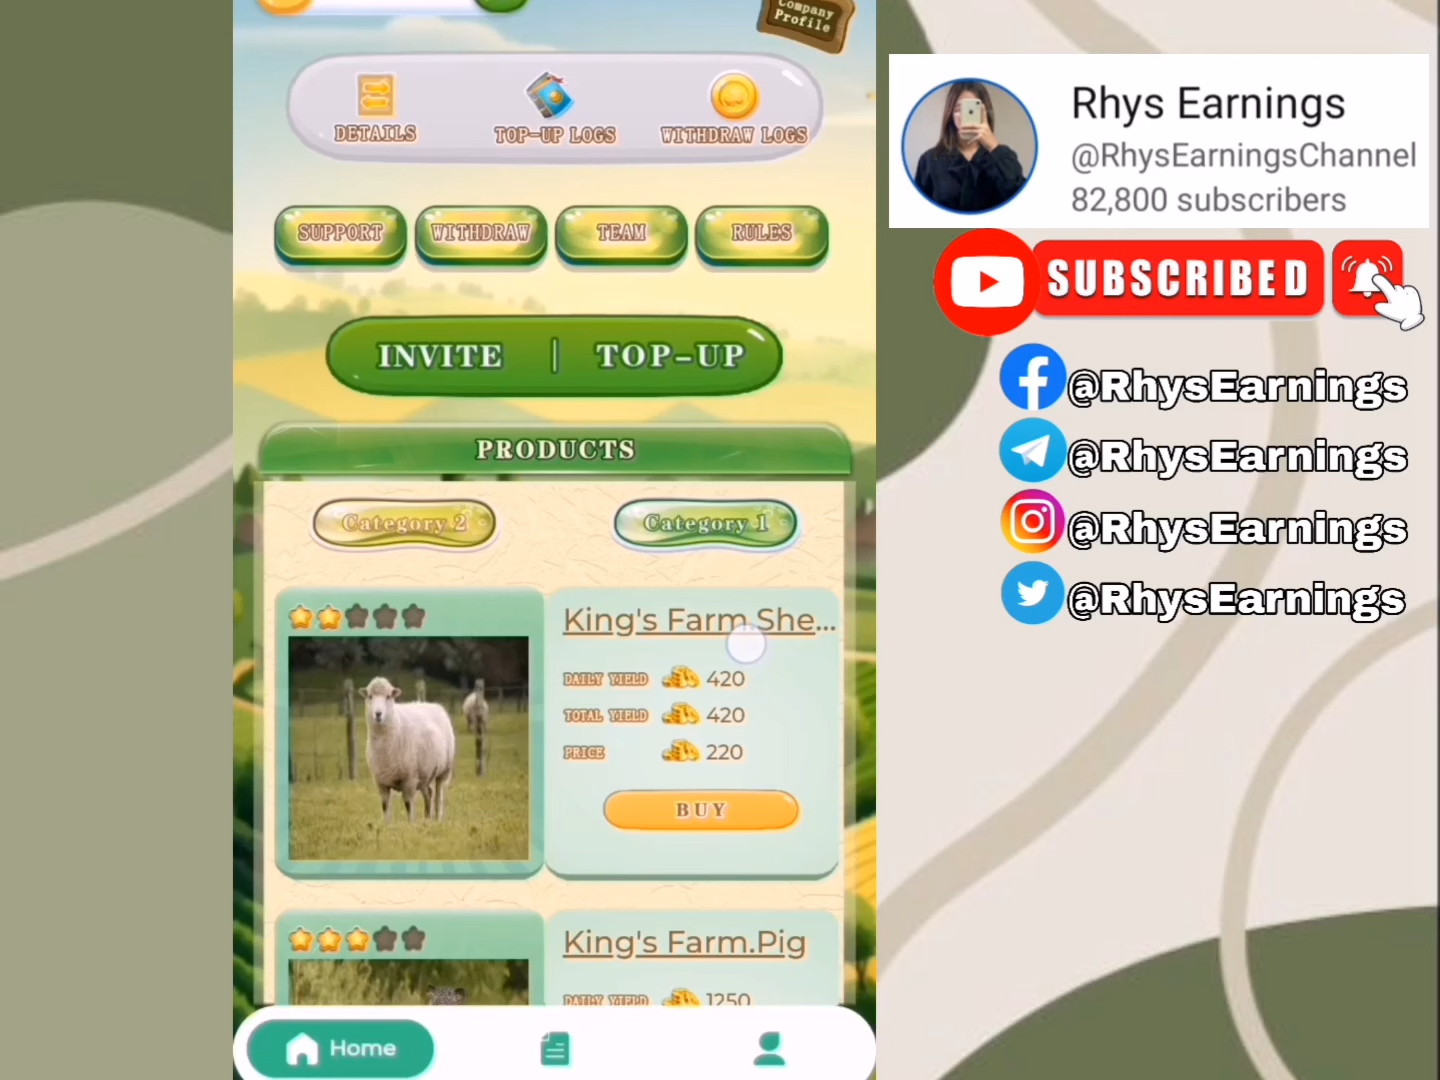 Company
Profile
DETAILS
TOP-UP LOGS
WITHDRAW LOGS
SUPPORT
WITHDRAW
TEAM
RULES
INVITE | TOP-UP
PRODUCTS
Category 2
Category 1
King's Farm.She...
DAILY YIELD 420
TOTAL YIELD 420
PRICE 220
BUY
King's Farm.Pig
DAILY YIELD 1250
Home
Rhys Earnings
@RhysEarningsChannel
82,800 subscribers
SUBSCRIBED
@RhysEarnings
@RhysEarnings
@RhysEarnings
@RhysEarnings